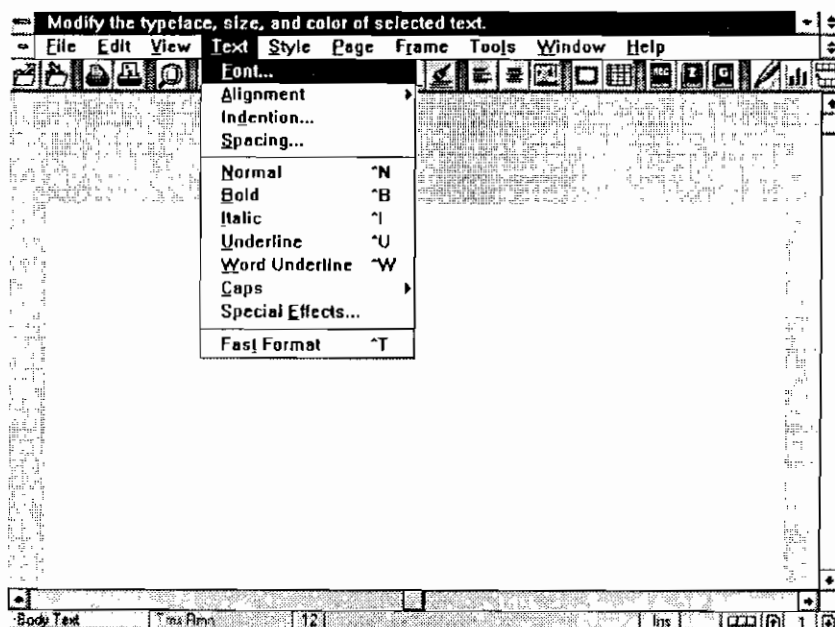 Modify the typeface, size, and color of selected text.
File Edit View Text Style Page Frame Tools Window Help
Font...
Alignment
Indention...
Spacing...
Normal ^N
Bold ^B
Italic ^I
Underline ^U
Word Underline ^W
Caps
Special Effects...
Fast Format ^T
Body Text Tms Rmn 12 Ins 1